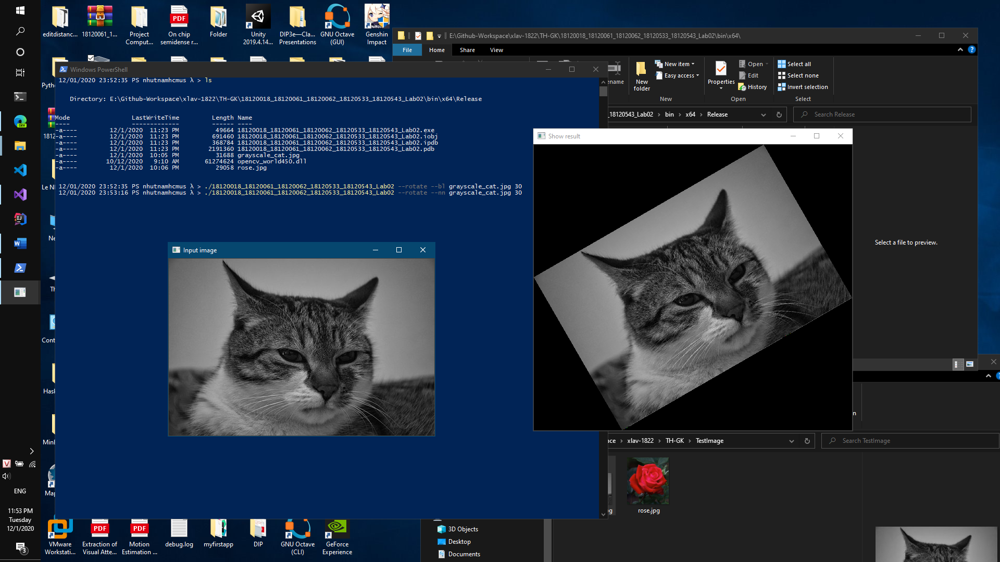 editdistanc...
18120061_1...
Project Comput...
On chip semidense r...
Folder
Unity 2019.4.14...
DIP3e—Cla... Presentations
GNU Octave (GUI)
Genshin Impact
E:\Github-Workspace\xlav-1822\TH-GK\18120018_18120061_18120062_18120533_18120543_Lab02\bin\x64\
File Home Share View
New folder
New item
Easy access
New
Properties
Open
Edit
History
Open
Select all
Select none
Invert selection
Select
_18120543_Lab02 > bin > x64 > Release
Search Release
Select a file to preview.
Windows PowerShell
12/01/2020 23:52:35 PS nhutnamhcmus λ > ls
Directory: E:\Github-Workspace\xlav-1822\TH-GK\18120018_18120061_18120062_18120533_18120543_Lab02\bin\x64\Release
Mode LastWriteTime Length Name
---- ------------- ------ ----
-a---- 12/1/2020 11:23 PM 49664 18120018_18120061_18120062_18120533_18120543_Lab02.exe
-a---- 12/1/2020 11:23 PM 691460 18120018_18120061_18120062_18120533_18120543_Lab02.iobj
-a---- 12/1/2020 11:23 PM 368784 18120018_18120061_18120062_18120533_18120543_Lab02.ipdb
-a---- 12/1/2020 11:23 PM 2191360 18120018_18120061_18120062_18120533_18120543_Lab02.pdb
-a---- 12/1/2020 10:05 PM 31688 grayscale_cat.jpg
-a---- 10/12/2020 9:10 AM 61274624 opencv_world450.dll
-a---- 12/1/2020 10:06 PM 29058 rose.jpg
12/01/2020 23:52:35 PS nhutnamhcmus λ > ./18120018_18120061_18120062_18120533_18120543_Lab02 --rotate --bl grayscale_cat.jpg 30
12/01/2020 23:53:16 PS nhutnamhcmus λ > ./18120018_18120061_18120062_18120533_18120543_Lab02 --rotate --nn grayscale_cat.jpg 30
Show result
Input image
xlav-1822 > TH-GK > TestImage
Search TestImage
rose.jpg
3D Objects
Desktop
Documents
ENG
11:53 PM
Tuesday
12/1/2020
3
VMware Workstati...
Extraction of Visual Atte...
Motion Estimation ...
debug.log
myfirstapp
DIP
GNU Octave (CLI)
GeForce Experience